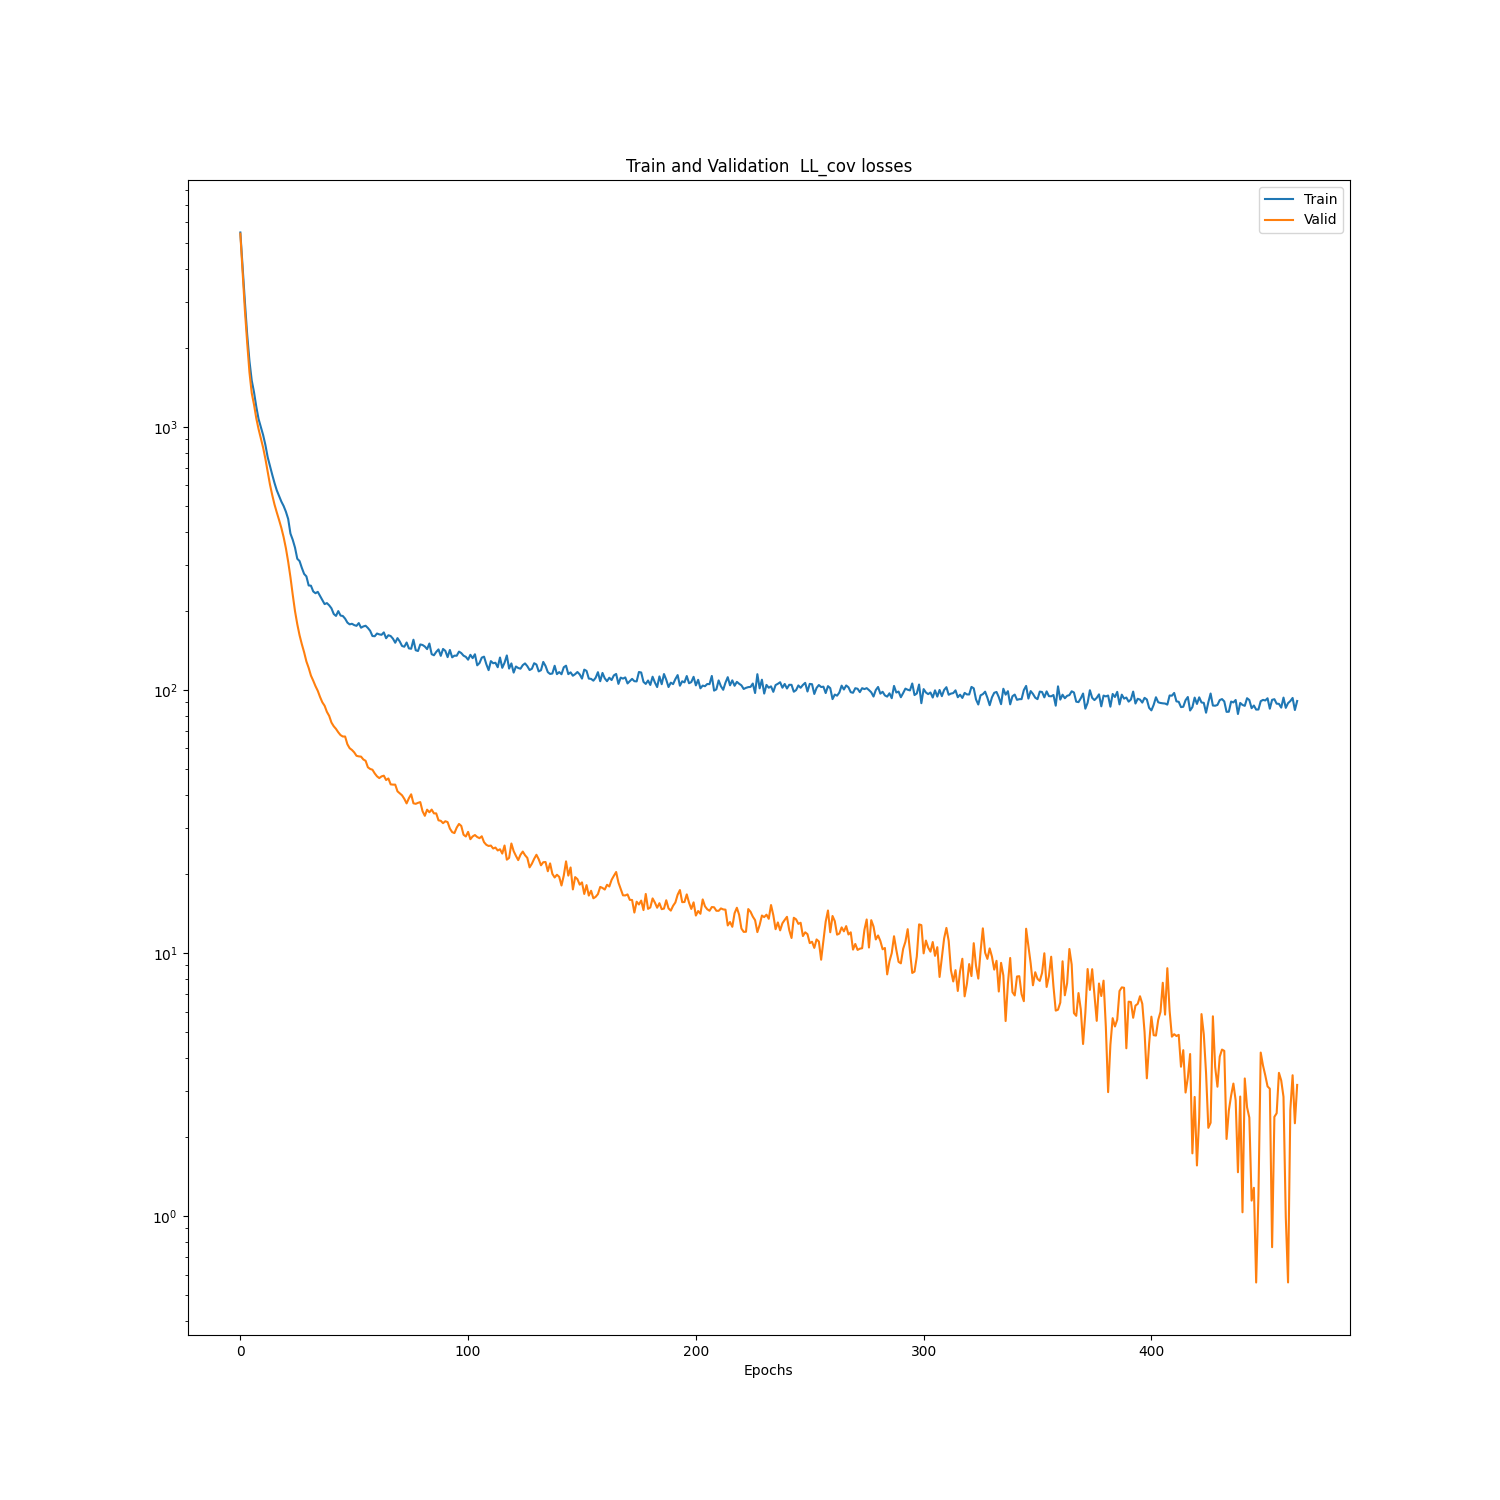 Train and Validation  LL_cov losses
Train
Valid
10³
10²
10¹
10⁰
0 100 200 300 400
Epochs